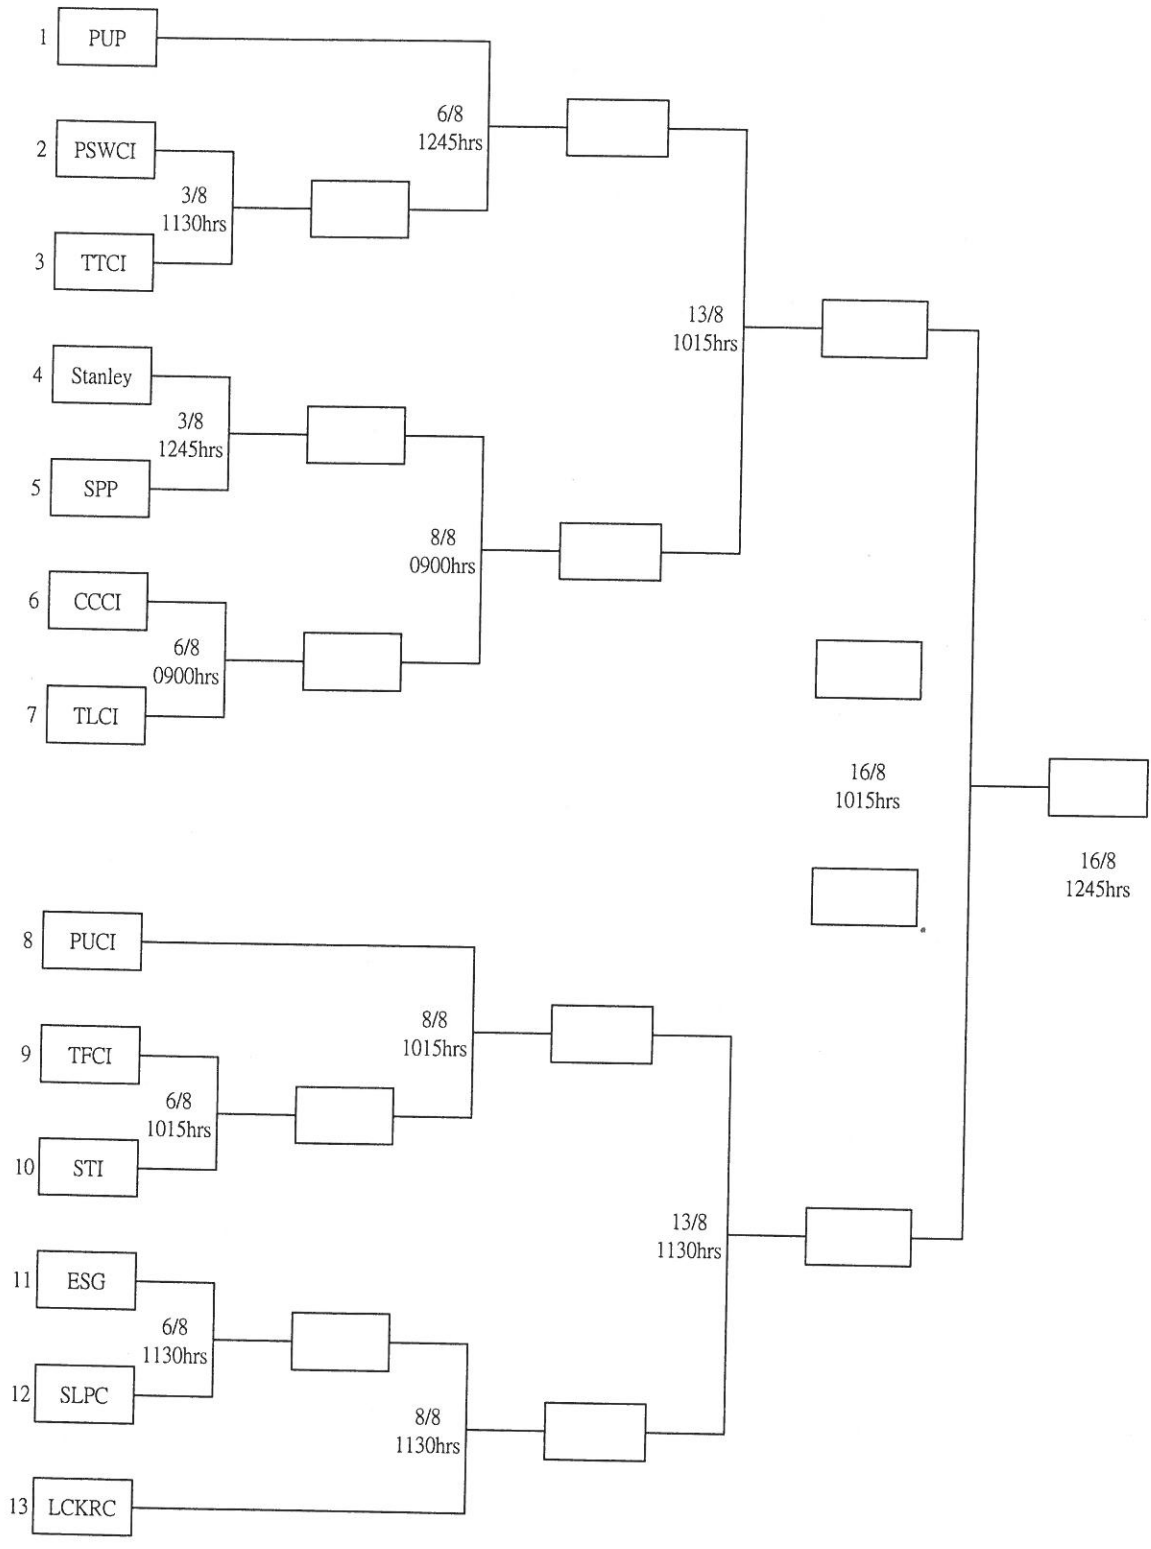 1 PUP
6/8
1245hrs
2 PSWCI
3/8
1130hrs
3 TTCI
13/8
1015hrs
4 Stanley
3/8
1245hrs
5 SPP
8/8
0900hrs
6 CCCI
6/8
0900hrs
7 TLCI
16/8
1015hrs
16/8
1245hrs
8 PUCI
8/8
1015hrs
9 TFCI
6/8
1015hrs
10 STI
13/8
1130hrs
11 ESG
6/8
1130hrs
12 SLPC
8/8
1130hrs
13 LCKRC